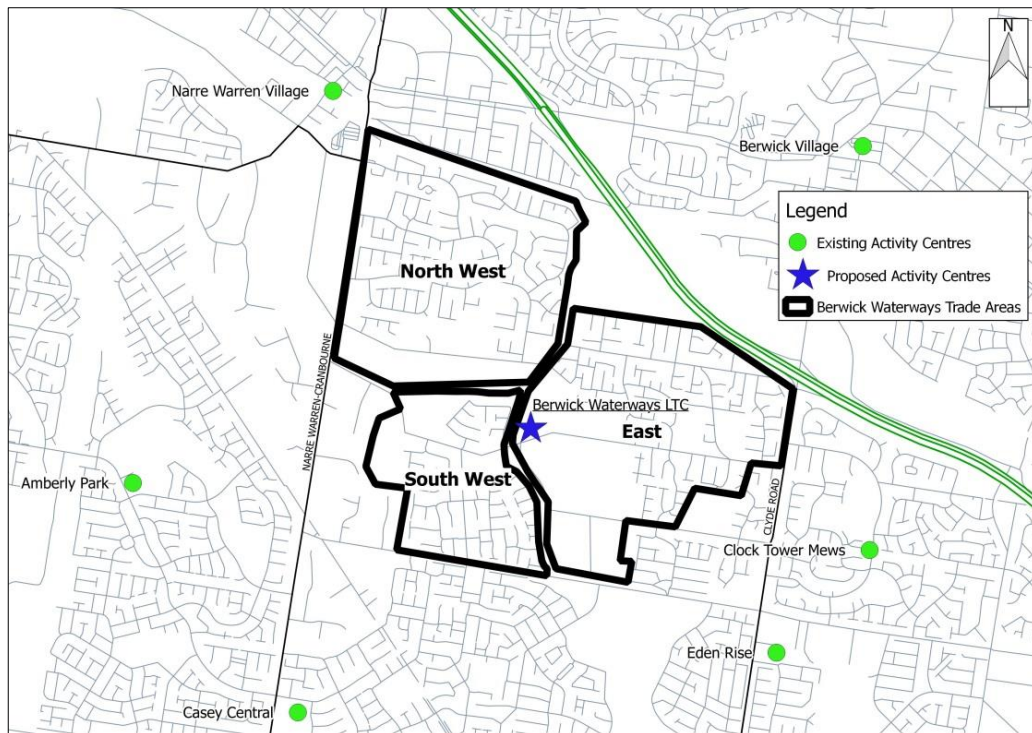 N
Narre Warren Village
Berwick Village
Legend
Existing Activity Centres
Proposed Activity Centres
Berwick Waterways Trade Areas
North West
NARRE WARREN-CRANBOURNE
Berwick Waterways LTC
East
South West
Amberly Park
CLYDE ROAD
Clock Tower Mews
Eden Rise
Casey Central